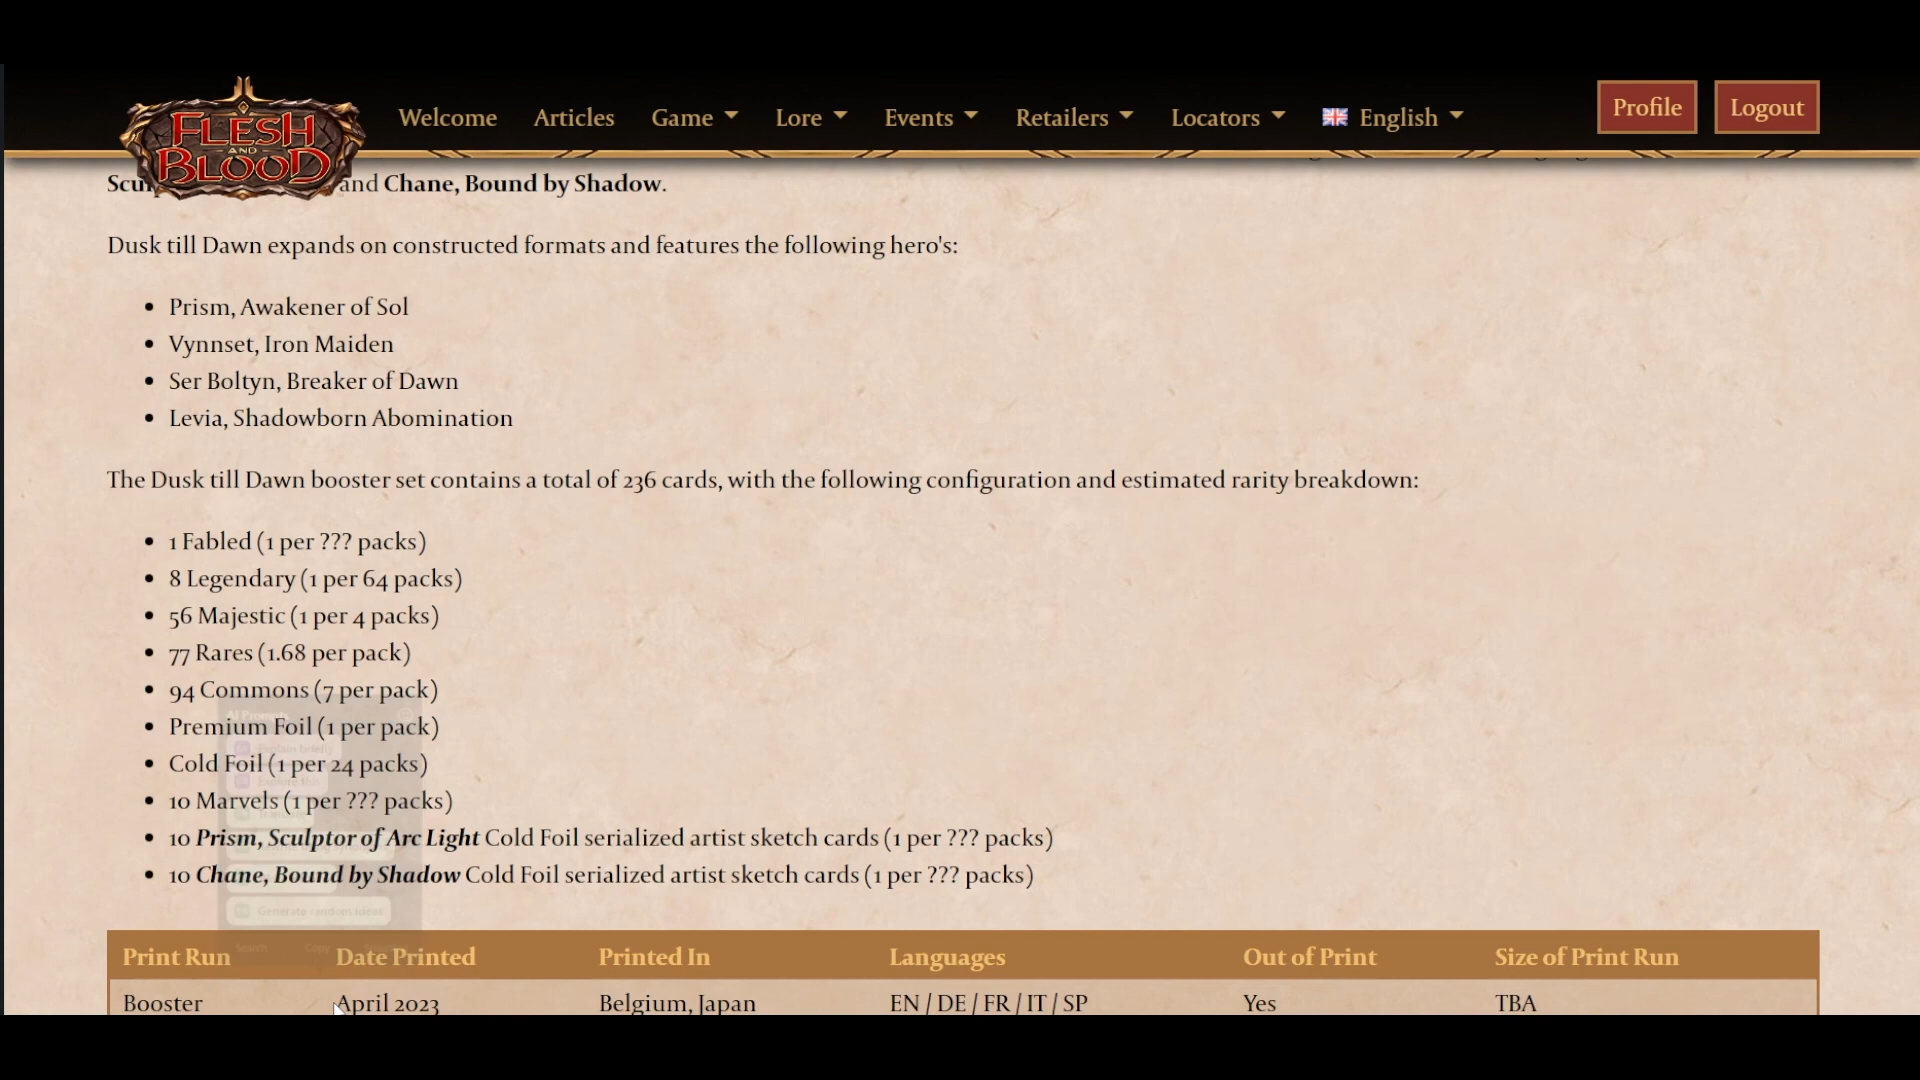 FLESH AND BLOOD
Welcome Articles Game Lore Events Retailers Locators English Profile Logout
and Chane, Bound by Shadow.
Dusk till Dawn expands on constructed formats and features the following hero's:
Prism, Awakener of Sol
Vynnset, Iron Maiden
Ser Boltyn, Breaker of Dawn
Levia, Shadowborn Abomination
The Dusk till Dawn booster set contains a total of 236 cards, with the following configuration and estimated rarity breakdown:
1 Fabled (1 per ??? packs)
8 Legendary (1 per 64 packs)
56 Majestic (1 per 4 packs)
77 Rares (1.68 per pack)
94 Commons (7 per pack)
Premium Foil (1 per pack)
Cold Foil (1 per 24 packs)
10 Marvels (1 per ??? packs)
10 Prism, Sculptor of Arc Light Cold Foil serialized artist sketch cards (1 per ??? packs)
10 Chane, Bound by Shadow Cold Foil serialized artist sketch cards (1 per ??? packs)
Generate random ideas
Search Copy
Print Run Date Printed Printed In Languages Out of Print Size of Print Run
Booster April 2023 Belgium, Japan EN / DE / FR / IT / SP Yes TBA